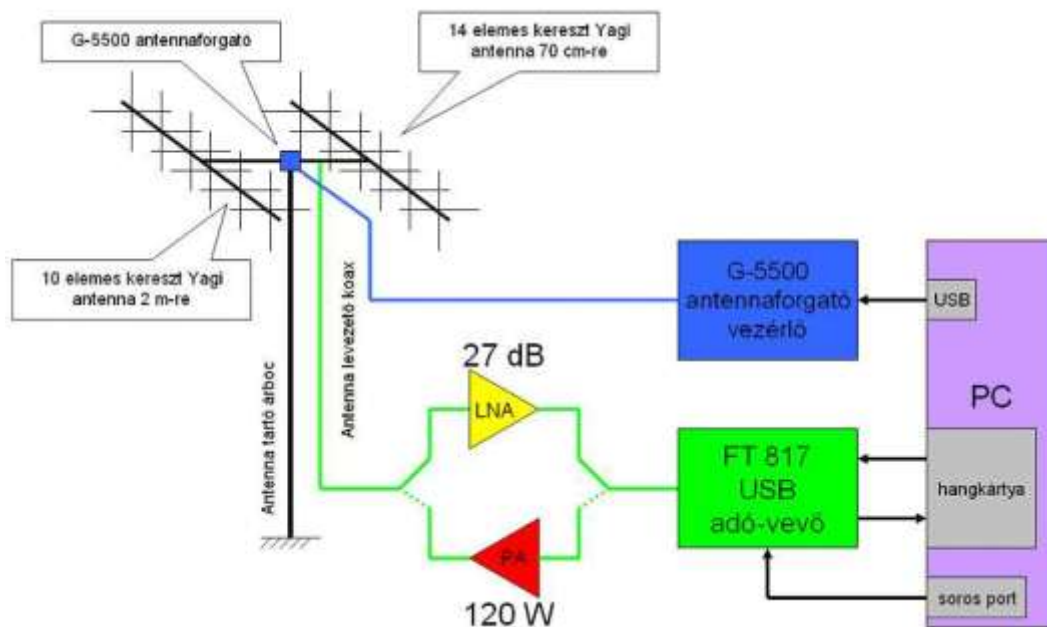 G-5500 antennaforgató
14 elemes kereszt Yagi
antenna 70 cm-re
10 elemes kereszt Yagi
antenna 2 m-re
Antenna tartó árboc
Antenna levezető koax
27 dB
LNA
PA
120 W
G-5500
antennaforgató
vezérlő
FT 817
USB
adó-vevő
USB
PC
hangkártya
soros port